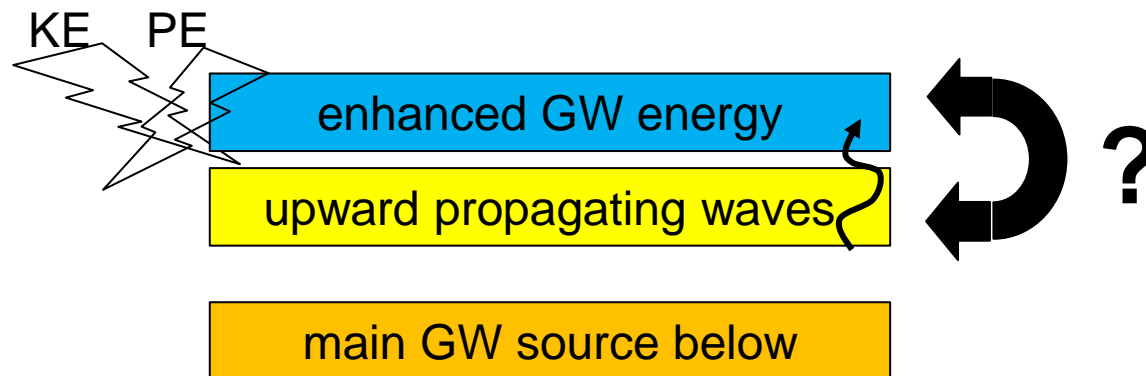 KE PE
enhanced GW energy
?
upward propagating waves
main GW source below